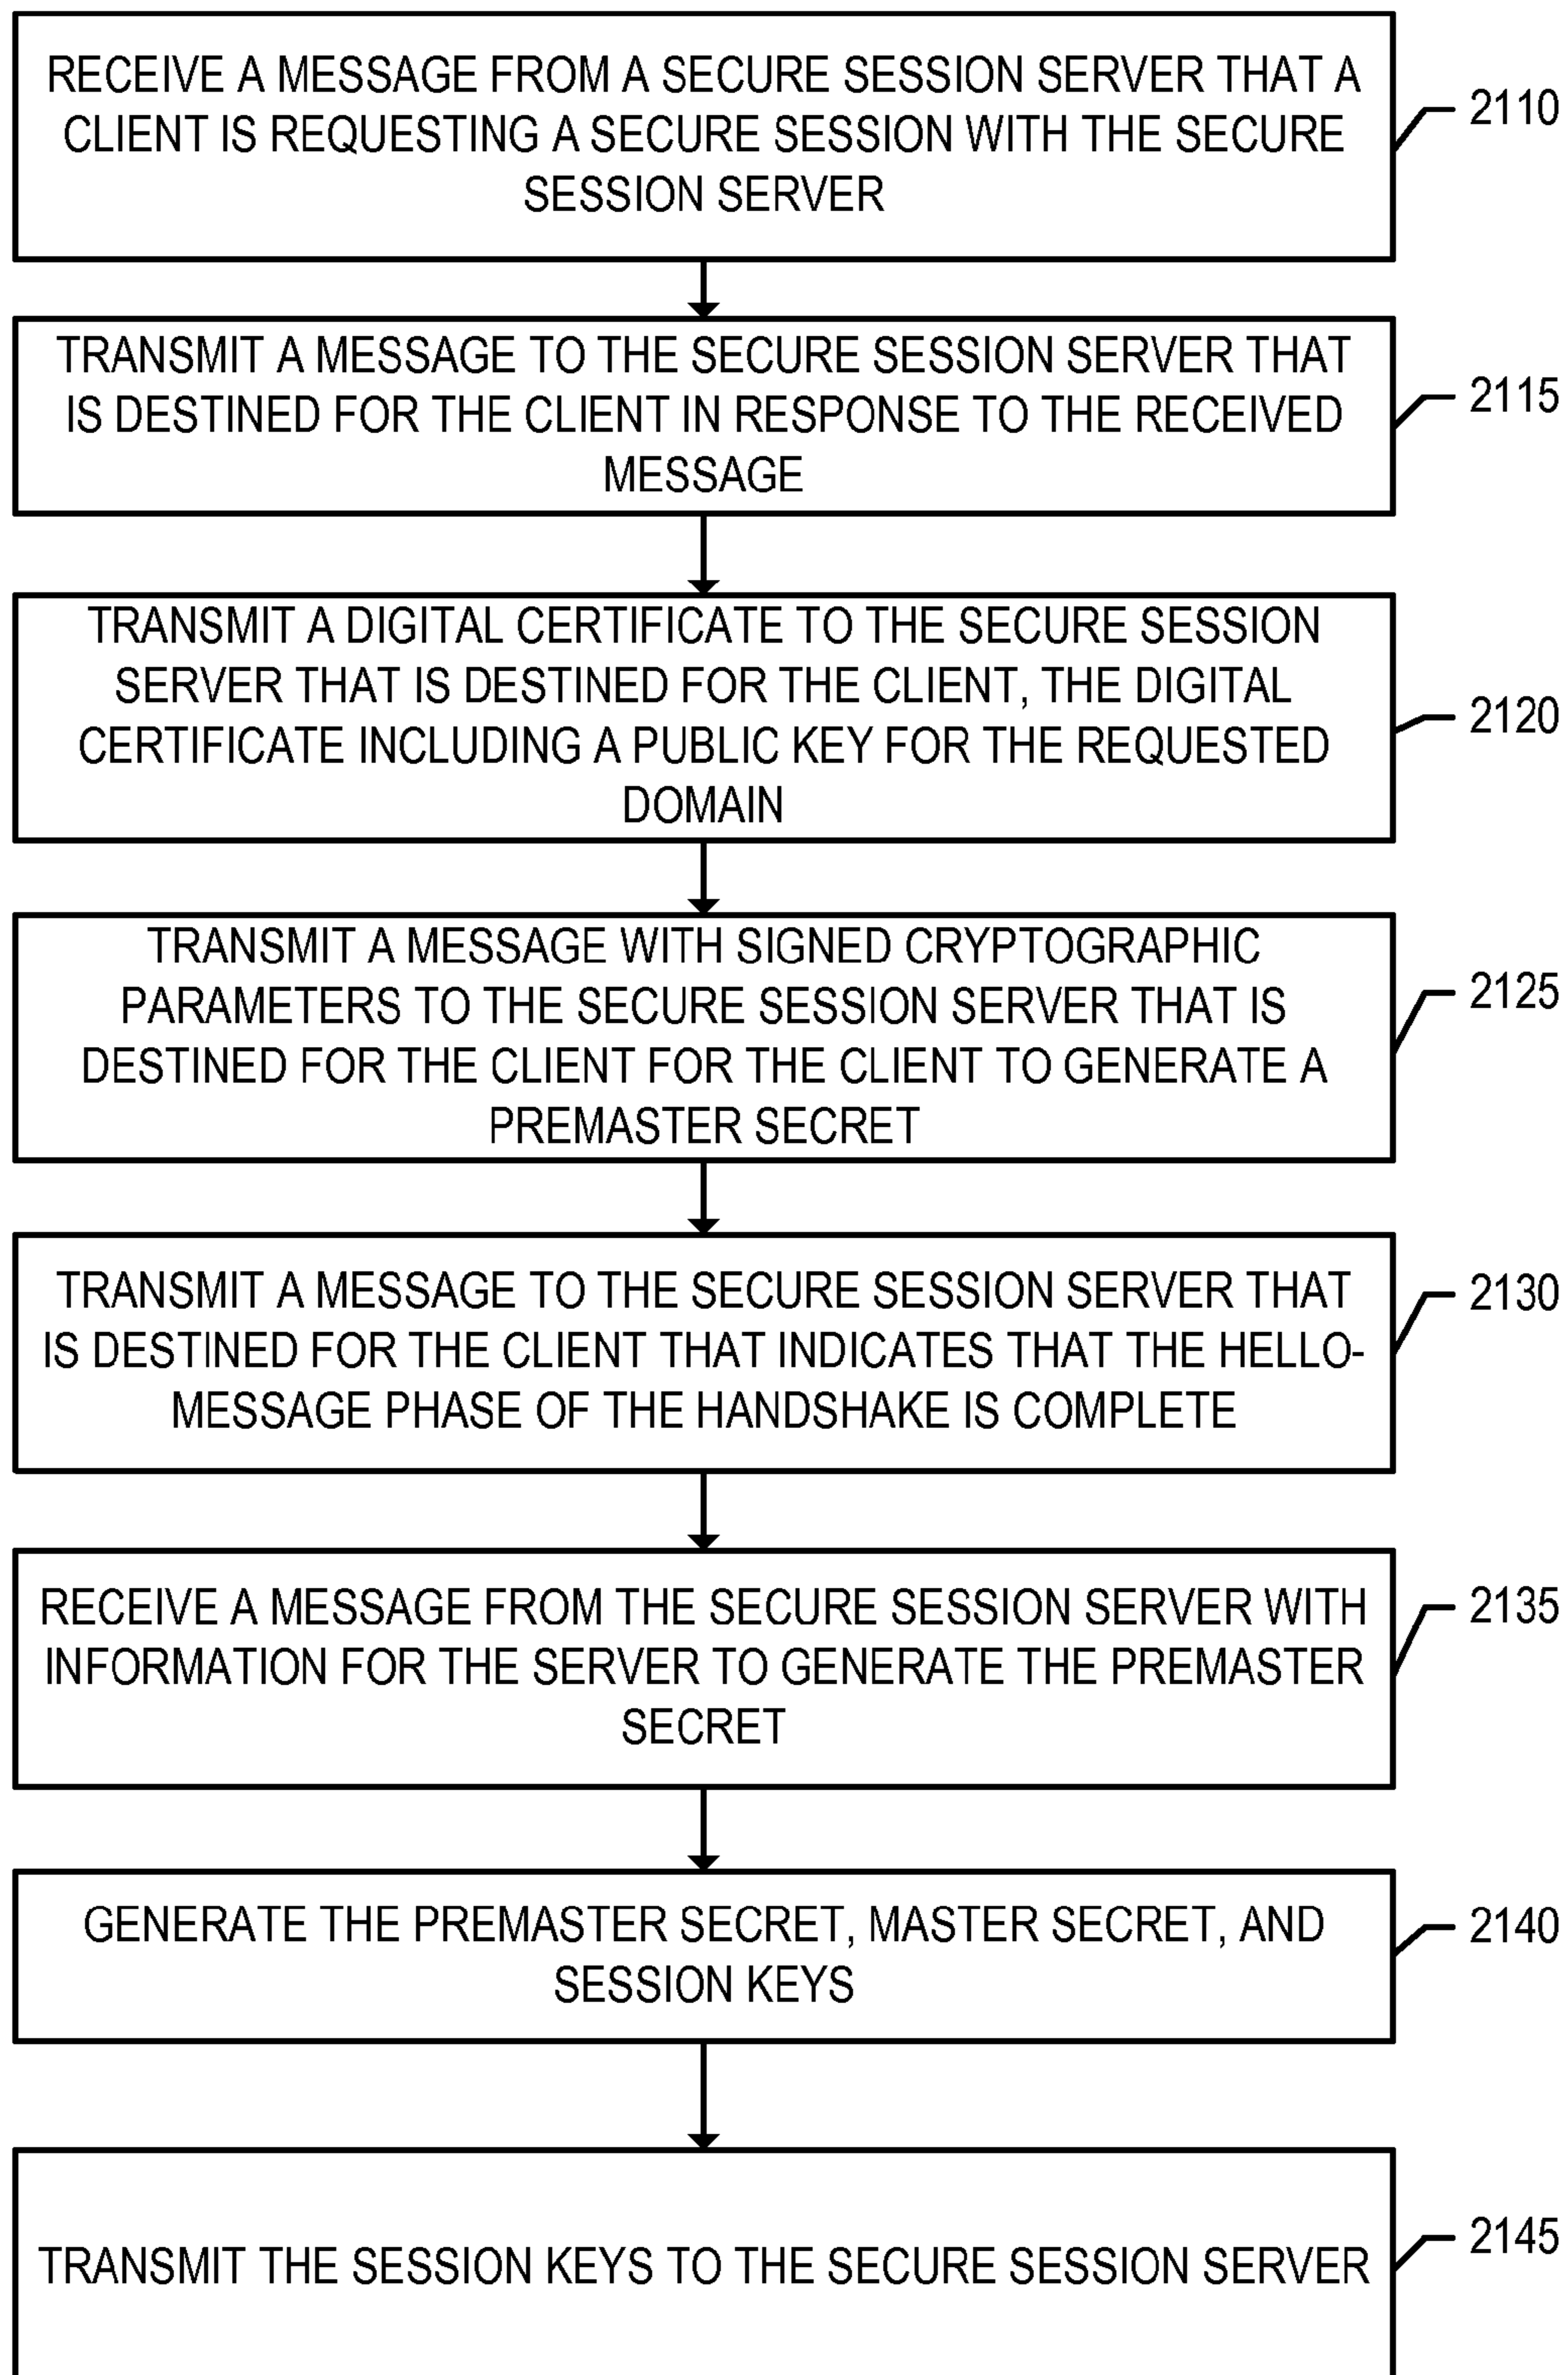 RECEIVE A MESSAGE FROM A SECURE SESSION SERVER THAT A
CLIENT IS REQUESTING A SECURE SESSION WITH THE SECURE
SESSION SERVER
2110
TRANSMIT A MESSAGE TO THE SECURE SESSION SERVER THAT
IS DESTINED FOR THE CLIENT IN RESPONSE TO THE RECEIVED
MESSAGE
2115
TRANSMIT A DIGITAL CERTIFICATE TO THE SECURE SESSION
SERVER THAT IS DESTINED FOR THE CLIENT, THE DIGITAL
CERTIFICATE INCLUDING A PUBLIC KEY FOR THE REQUESTED
DOMAIN
2120
TRANSMIT A MESSAGE WITH SIGNED CRYPTOGRAPHIC
PARAMETERS TO THE SECURE SESSION SERVER THAT IS
DESTINED FOR THE CLIENT FOR THE CLIENT TO GENERATE A
PREMASTER SECRET
2125
TRANSMIT A MESSAGE TO THE SECURE SESSION SERVER THAT
IS DESTINED FOR THE CLIENT THAT INDICATES THAT THE HELLO-
MESSAGE PHASE OF THE HANDSHAKE IS COMPLETE
2130
RECEIVE A MESSAGE FROM THE SECURE SESSION SERVER WITH
INFORMATION FOR THE SERVER TO GENERATE THE PREMASTER
SECRET
2135
GENERATE THE PREMASTER SECRET, MASTER SECRET, AND
SESSION KEYS
2140
TRANSMIT THE SESSION KEYS TO THE SECURE SESSION SERVER
2145